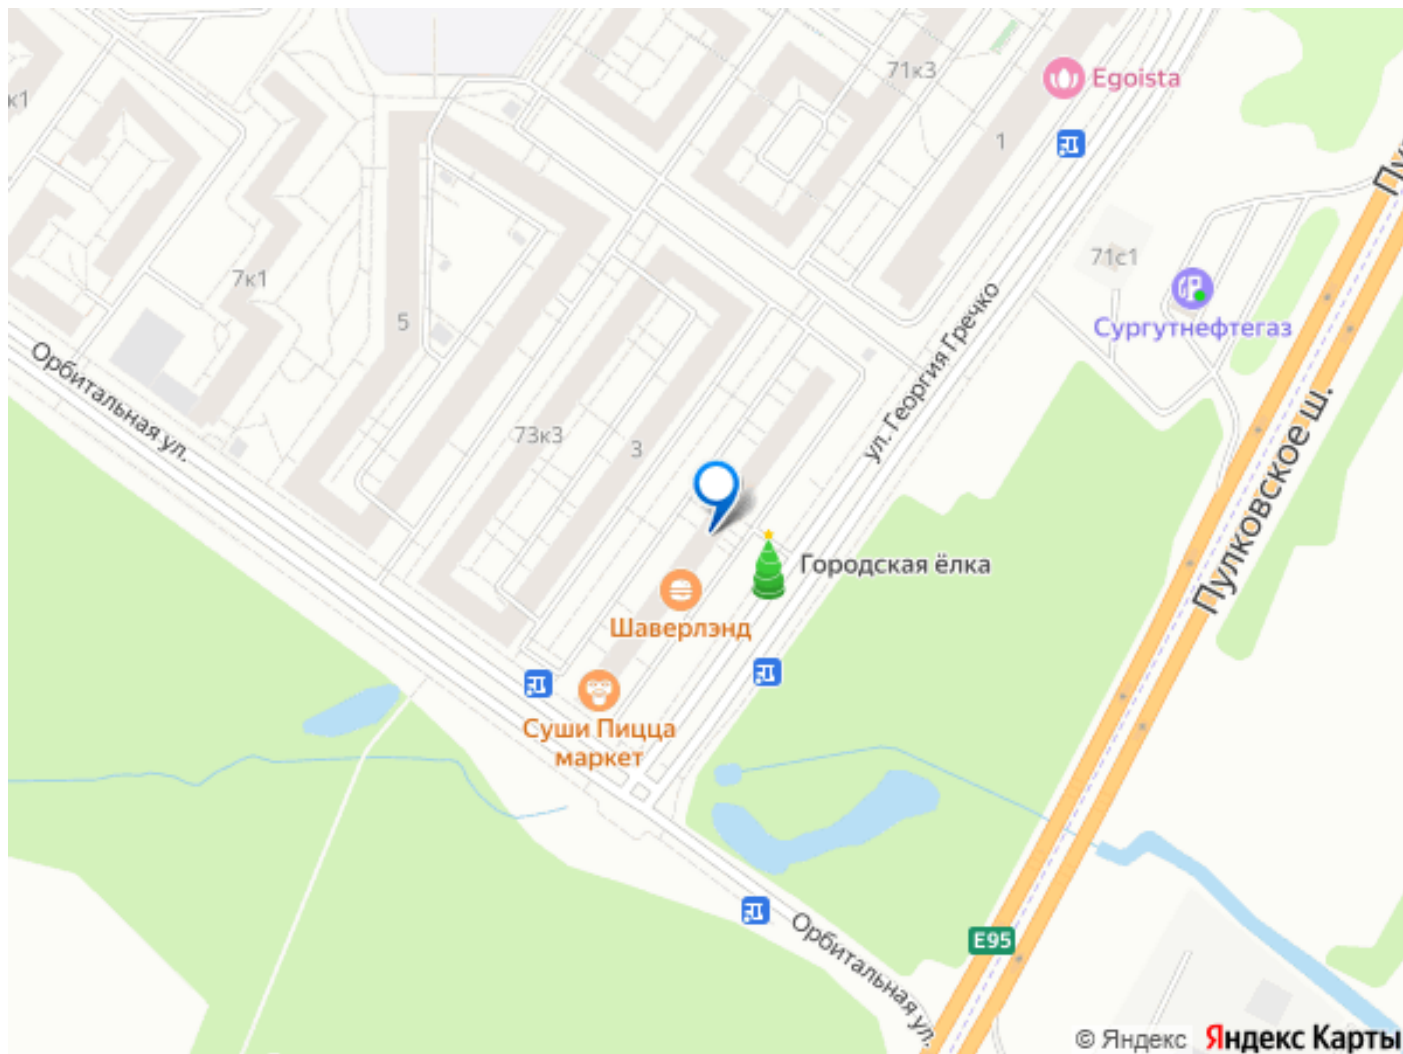 71к3
Egoista
к1
1
Пу
71с1
7к1
Сургутнефтегаз
5
ул. Георгия Гречко
Орбитальная ул.
73к3
3
Пулковское ш.
Городская ёлка
Шаверлэнд
Суши Пицца
маркет
E95
Орбитальная ул.
© Яндекс Яндекс Карты